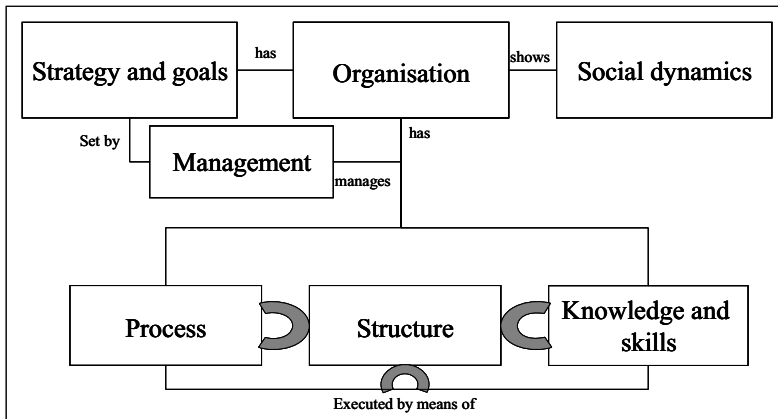 has
Strategy and goals
Organisation
shows
Social dynamics
Set by
Management
manages
has
Process
Structure
Knowledge and
skills
Executed by means of